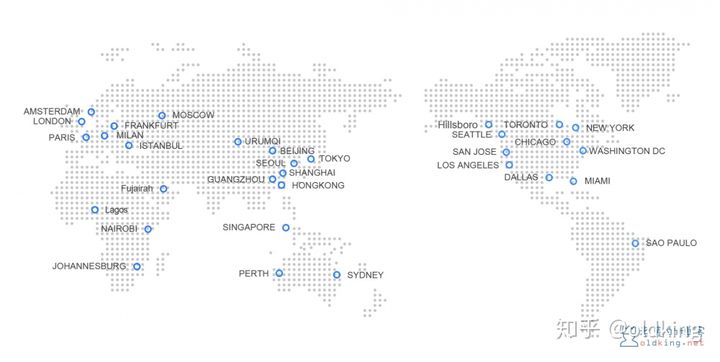 AMSTERDAM
LONDON
PARIS
FRANKFURT
MILAN
ISTANBUL
MOSCOW
URUMQI
BEIJING
SEOUL
TOKYO
SHANGHAI
GUANGZHOU
HONGKONG
Fujairah
Lagos
NAIROBI
SINGAPORE
JOHANNESBURG
PERTH
SYDNEY
Hillsboro
TORONTO
SEATTLE
NEW YORK
CHICAGO
SAN JOSE
WASHINGTON DC
LOS ANGELES
DALLAS
MIAMI
SAO PAULO
知乎 @oldking
oldking.net